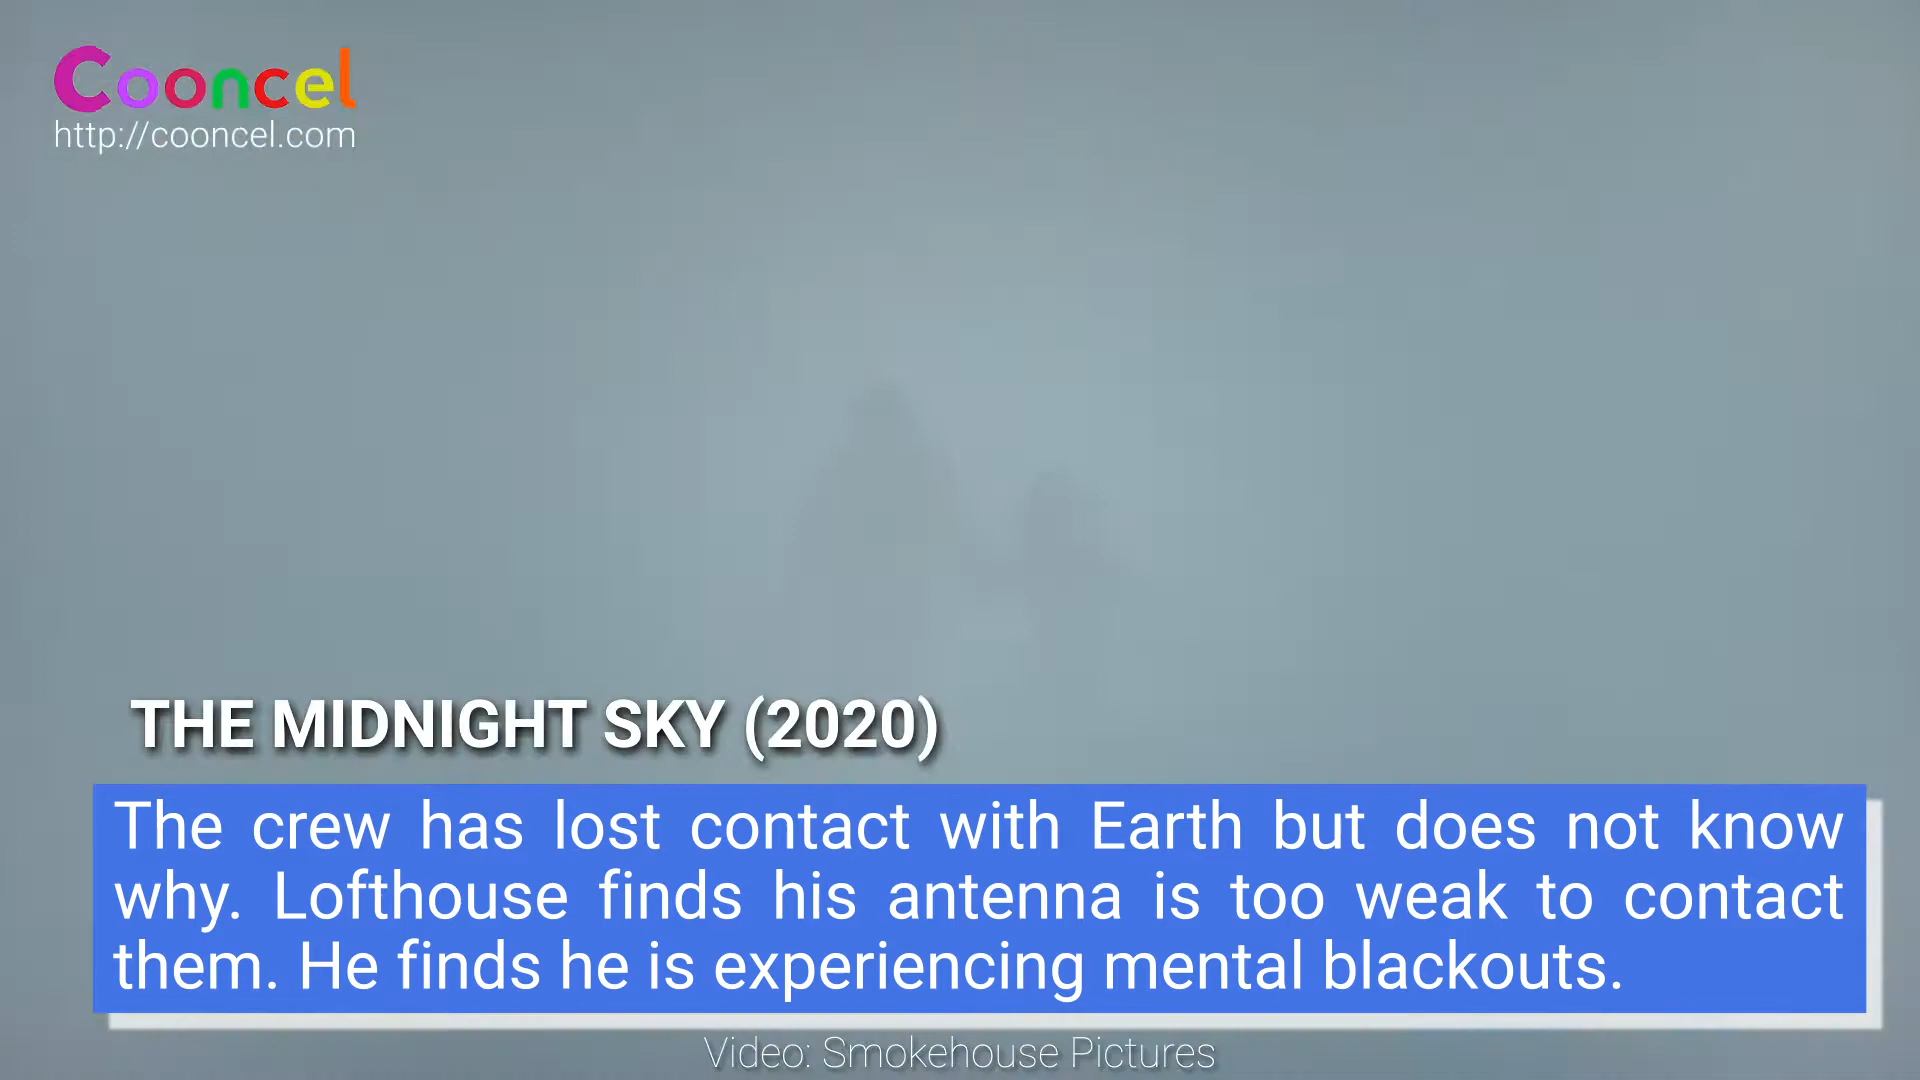 Cooncel
http://cooncel.com
THE MIDNIGHT SKY (2020)
The crew has lost contact with Earth but does not know
why. Lofthouse finds his antenna is too weak to contact
them. He finds he is experiencing mental blackouts.
Video: Smokehouse Pictures